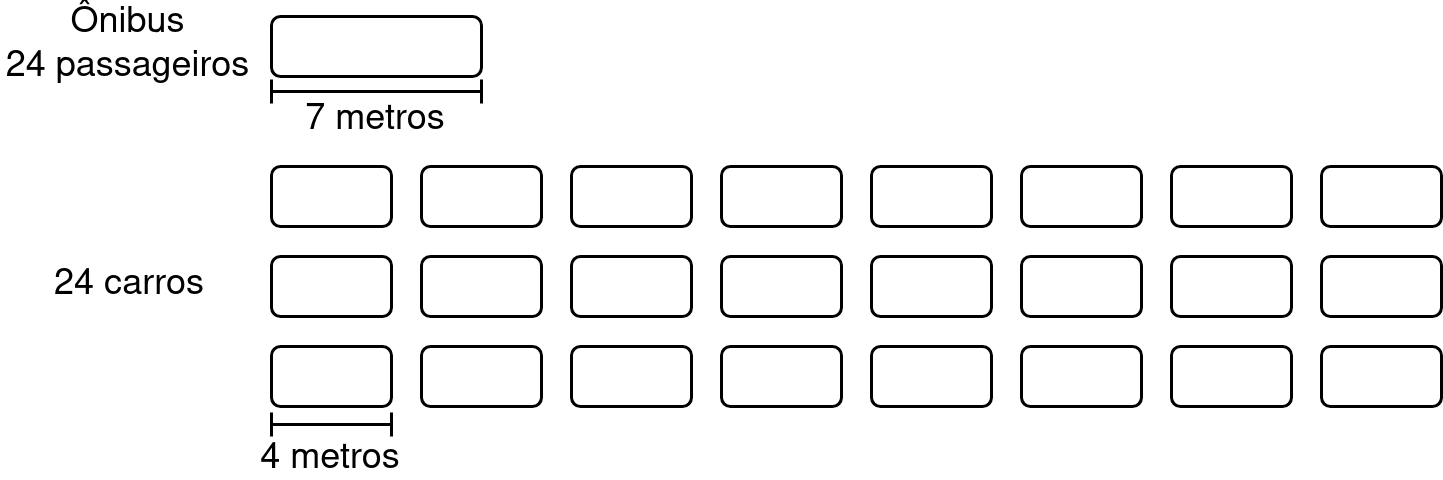 Ônibus
24 passageiros
7 metros
24 carros
4 metros